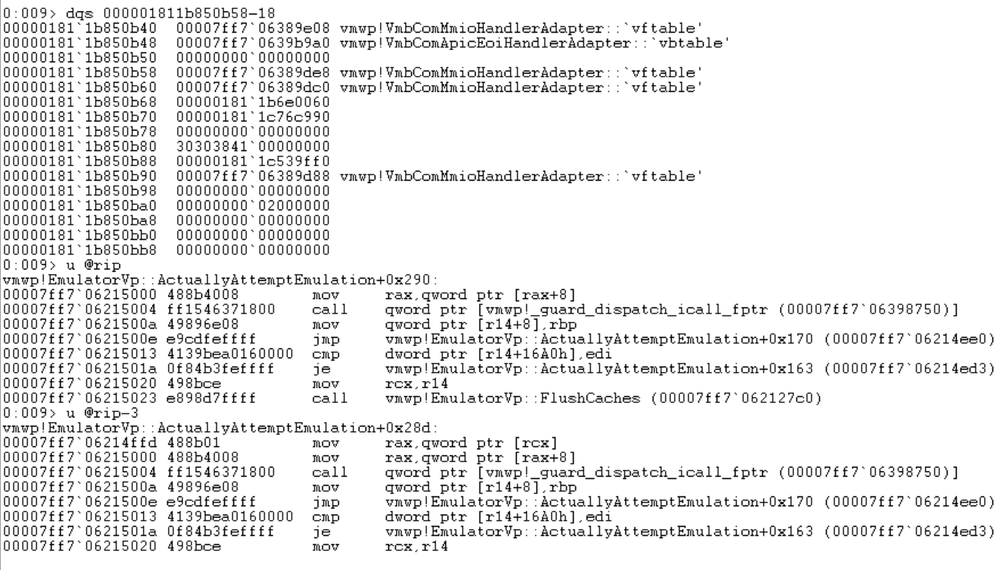 0:009> dqs 000001811b850b58-18
00000181`1b850b40  00007ff7`06389e08 vmwp!VmbComMmioHandlerAdapter::`vftable'
00000181`1b850b48  00007ff7`0639b9a0 vmwp!VmbComApicEoiHandlerAdapter::`vbtable'
00000181`1b850b50  00000000`00000000
00000181`1b850b58  00007ff7`06389de8 vmwp!VmbComMmioHandlerAdapter::`vftable'
00000181`1b850b60  00007ff7`06389dc0 vmwp!VmbComMmioHandlerAdapter::`vftable'
00000181`1b850b68  00000181`1b6e0060
00000181`1b850b70  00000181`1c76c990
00000181`1b850b78  00000000`00000000
00000181`1b850b80  30303841`00000000
00000181`1b850b88  00000181`1c539ff0
00000181`1b850b90  00007ff7`06389d88 vmwp!VmbComMmioHandlerAdapter::`vftable'
00000181`1b850b98  00000000`00000000
00000181`1b850ba0  00000000`02000000
00000181`1b850ba8  00000000`00000000
00000181`1b850bb0  00000000`00000000
00000181`1b850bb8  00000000`00000000
0:009> u @rip
vmwp!EmulatorVp::ActuallyAttemptEmulation+0x290:
00007ff7`06215000 488b4008        mov     rax,qword ptr [rax+8]
00007ff7`06215004 ff1546371800    call    qword ptr [vmwp!_guard_dispatch_icall_fptr (00007ff7`06398750)]
00007ff7`0621500a 49896e08        mov     qword ptr [r14+8],rbp
00007ff7`0621500e e9cdfeffff      jmp     vmwp!EmulatorVp::ActuallyAttemptEmulation+0x170 (00007ff7`06214ee0)
00007ff7`06215013 4139bea0160000  cmp     dword ptr [r14+16A0h],edi
00007ff7`0621501a 0f84b3feffff    je      vmwp!EmulatorVp::ActuallyAttemptEmulation+0x163 (00007ff7`06214ed3)
00007ff7`06215020 498bce          mov     rcx,r14
00007ff7`06215023 e898d7ffff      call    vmwp!EmulatorVp::FlushCaches (00007ff7`062127c0)
0:009> u @rip-3
vmwp!EmulatorVp::ActuallyAttemptEmulation+0x28d:
00007ff7`06214ffd 488b01          mov     rax,qword ptr [rcx]
00007ff7`06215000 488b4008        mov     rax,qword ptr [rax+8]
00007ff7`06215004 ff1546371800    call    qword ptr [vmwp!_guard_dispatch_icall_fptr (00007ff7`06398750)]
00007ff7`0621500a 49896e08        mov     qword ptr [r14+8],rbp
00007ff7`0621500e e9cdfeffff      jmp     vmwp!EmulatorVp::ActuallyAttemptEmulation+0x170 (00007ff7`06214ee0)
00007ff7`06215013 4139bea0160000  cmp     dword ptr [r14+16A0h],edi
00007ff7`0621501a 0f84b3feffff    je      vmwp!EmulatorVp::ActuallyAttemptEmulation+0x163 (00007ff7`06214ed3)
00007ff7`06215020 498bce          mov     rcx,r14